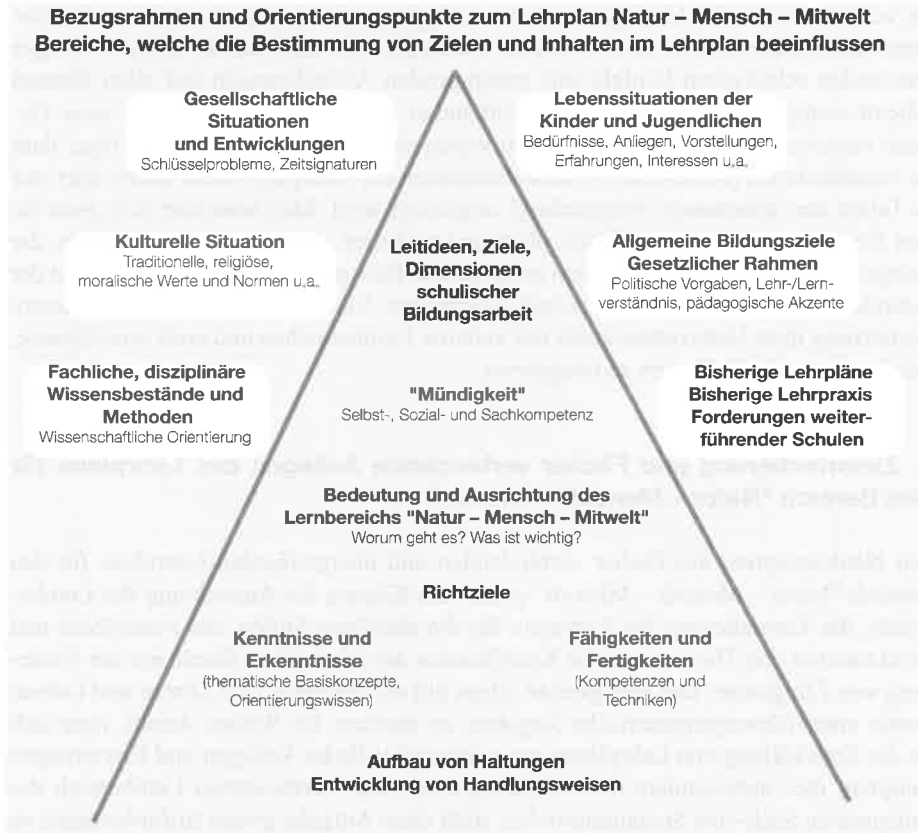 Bezugsrahmen und Orientierungspunkte zum Lehrplan Natur – Mensch – Mitwelt
Bereiche, welche die Bestimmung von Zielen und Inhalten im Lehrplan beeinflussen
Gesellschaftliche
Situationen
und Entwicklungen
Schlüsselprobleme, Zeitsignaturen
Lebenssituationen der
Kinder und Jugendlichen
Bedürfnisse, Anliegen, Vorstellungen,
Erfahrungen, Interessen u.a.
Kulturelle Situation
Traditionelle, religiöse,
moralische Werte und Normen u.a.
Leitideen, Ziele,
Dimensionen
schulischer
Bildungsarbeit
Allgemeine Bildungsziele
Gesetzlicher Rahmen
Politische Vorgaben, Lehr-/Lern-
verständnis, pädagogische Akzente
Fachliche, disziplinäre
Wissensbestände und
Methoden
Wissenschaftliche Orientierung
"Mündigkeit"
Selbst-, Sozial- und Sachkompetenz
Bisherige Lehrpläne
Bisherige Lehrpraxis
Forderungen weiter-
führender Schulen
Bedeutung und Ausrichtung des
Lernbereichs "Natur – Mensch – Mitwelt"
Worum geht es? Was ist wichtig?
Richtziele
Kenntnisse und
Erkenntnisse
(thematische Basiskonzepte,
Orientierungswissen)
Fähigkeiten und
Fertigkeiten
(Kompetenzen und
Techniken)
Aufbau von Haltungen
Entwicklung von Handlungsweisen